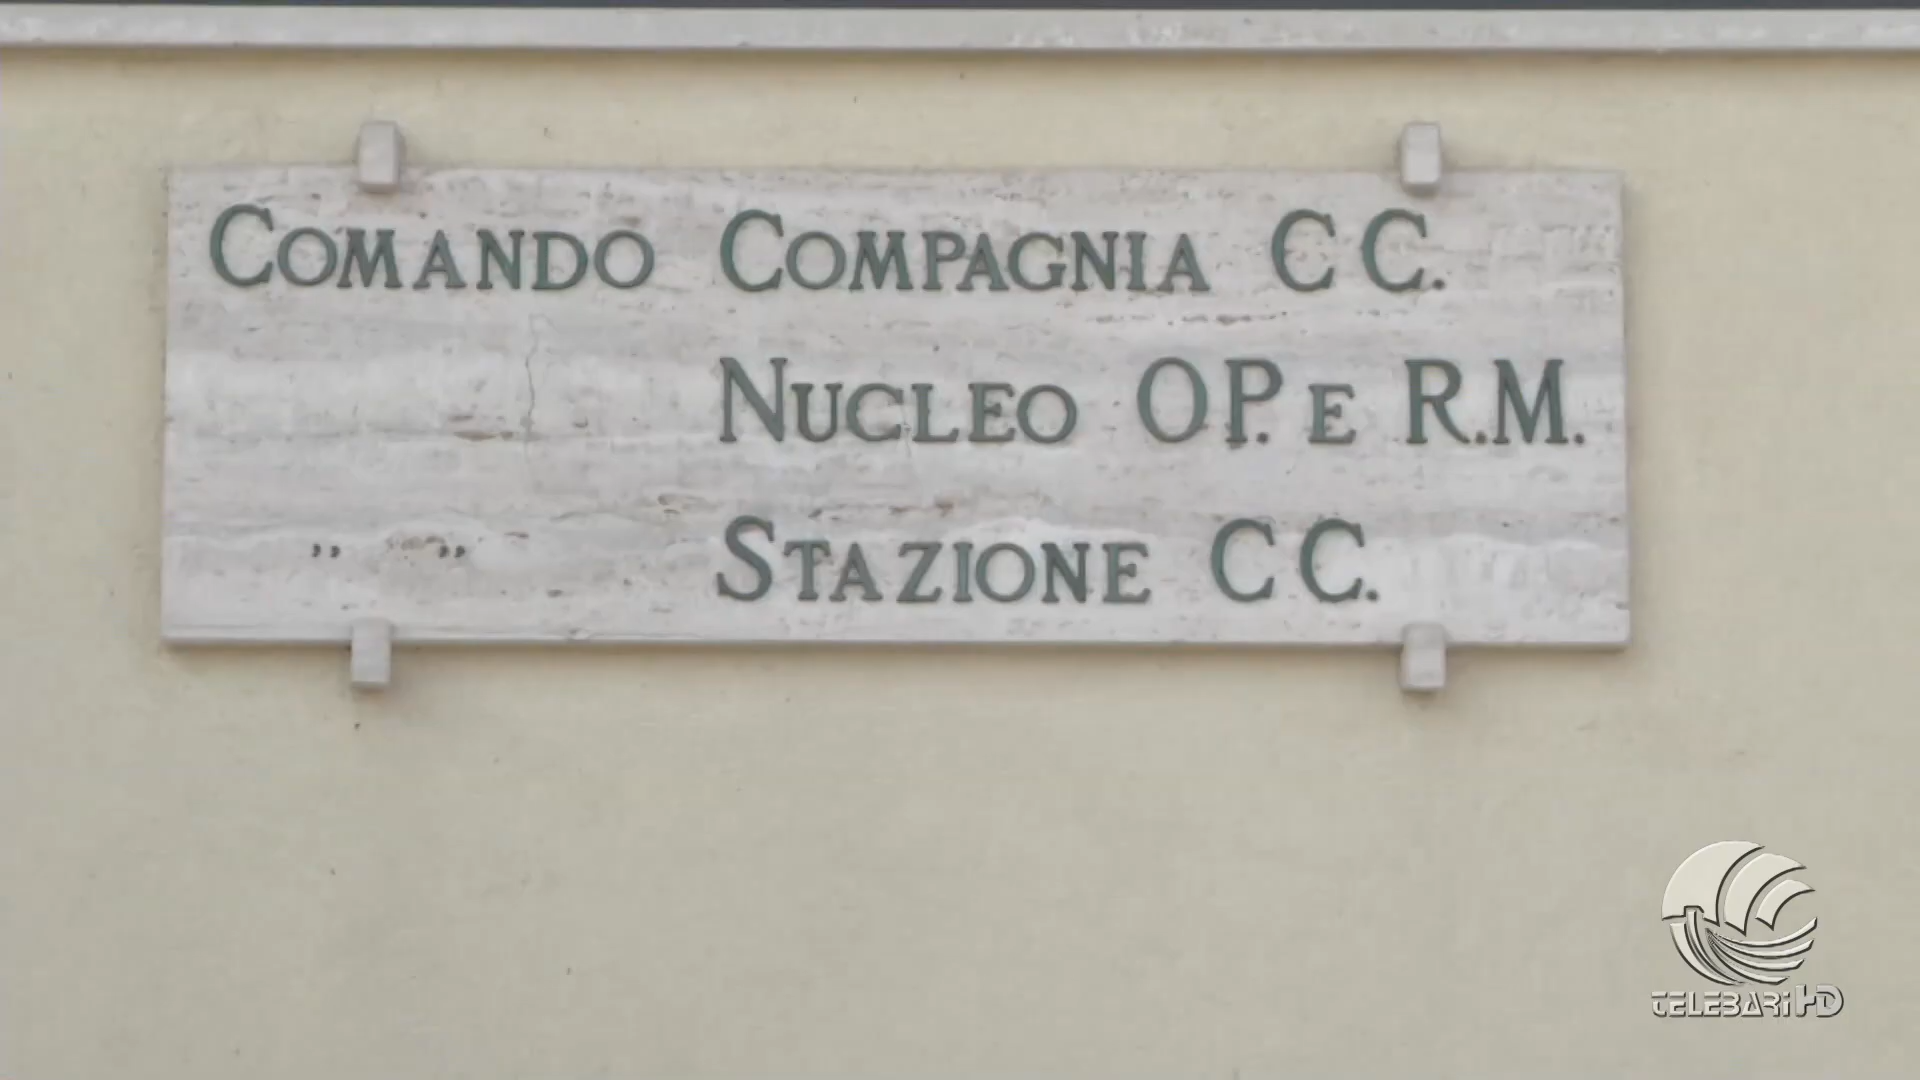 COMANDO COMPAGNIA C C.
NUCLEO O P. E R.M.
" " STAZIONE C C.
TELEBARI HD